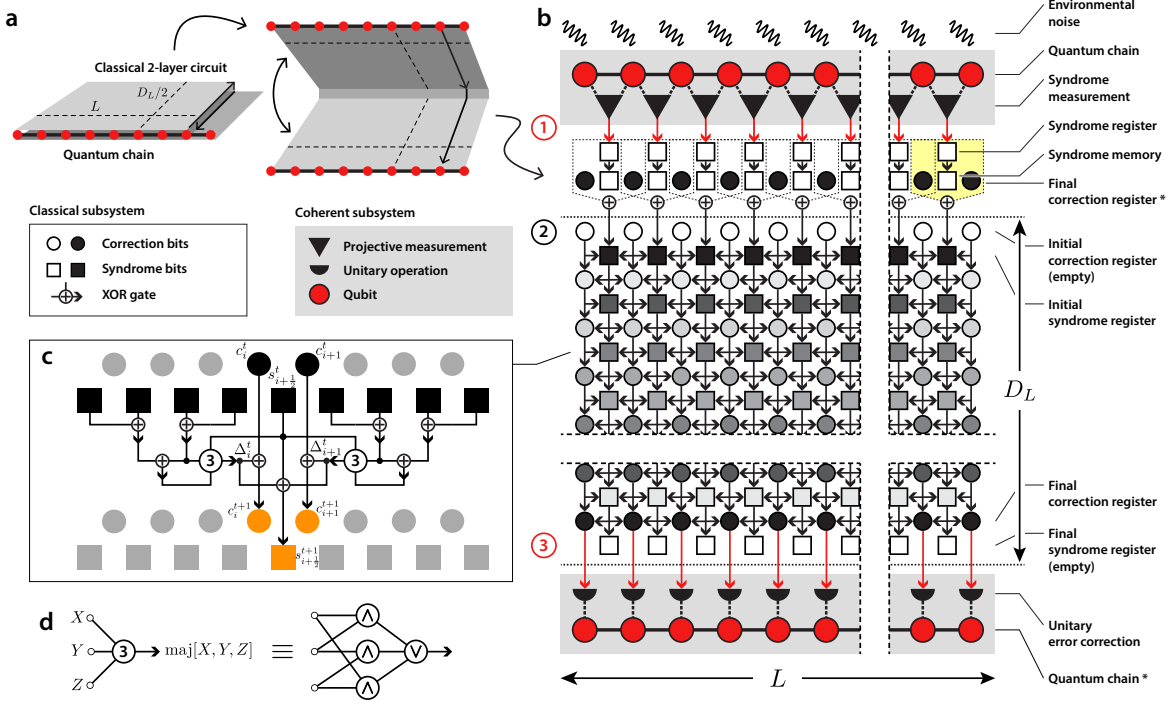 a
Classical 2-layer circuit
L
D_L/2
Quantum chain
Classical subsystem
Correction bits
Syndrome bits
XOR gate
Coherent subsystem
Projective measurement
Unitary operation
Qubit
b
Environmental
noise
Quantum chain
Syndrome
measurement
1
Syndrome register
Syndrome memory
Final
correction register *
2
Initial
correction register
(empty)
Initial
syndrome register
D_L
Final
correction register
3
Final
syndrome register
(empty)
Unitary
error correction
L
Quantum chain *
c
c_i^t
c_{i+1}^t
s_{i+\frac{1}{2}}^t
3
Δ_i^t
Δ_{i+1}^t
3
c_i^{t+1}
c_{i+1}^{t+1}
s_{i+\frac{1}{2}}^{t+1}
d
X
Y
Z
3
maj[X, Y, Z]
≡
∧
∧
∧
∨